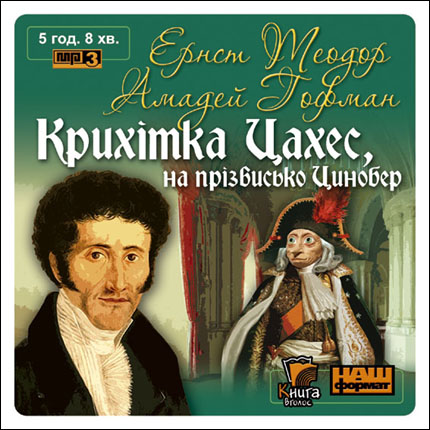 5 год. 8 хв.
mp3
Ернст Теодор
Амадей Гофман
Крихітка Цахес,
на прізвисько Цинобер
Книга
вголос
НАШ
формат